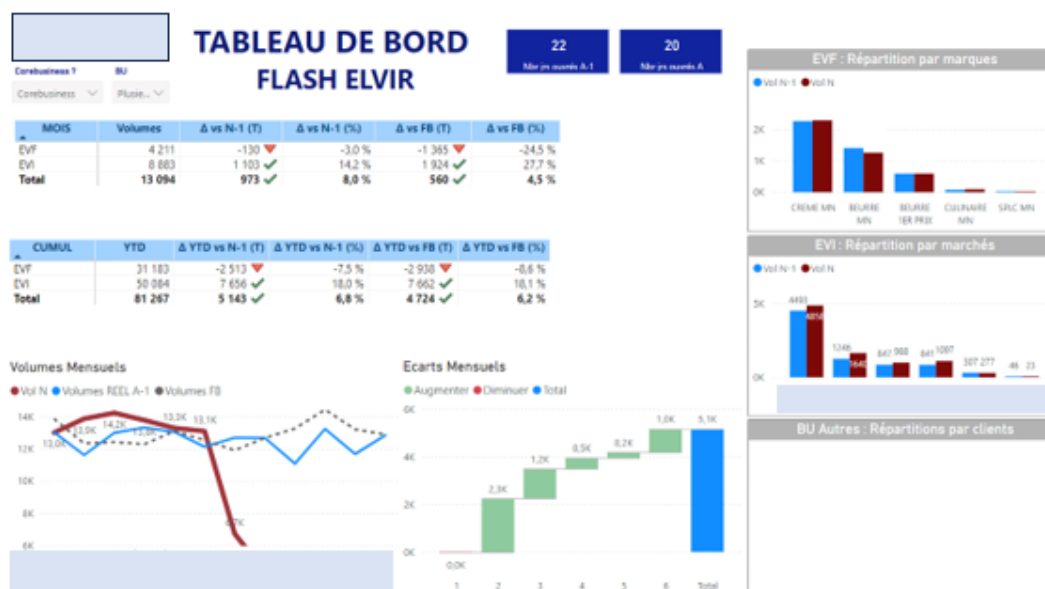 TABLEAU DE BORD
FLASH ELVIR
22
Nbr jrs ouvrés A-1
20
Nbr jrs ouvrés A
Corebusiness ?
BU
Corebusiness
Plusie...
MOIS Volumes Δ vs N-1 (T) Δ vs N-1 (%) Δ vs FB (T) Δ vs FB (%)
EVF 4 211 -130 -3,0 % -1 365 -24,5 %
EVI 8 883 1 103 14,2 % 1 924 27,7 %
Total 13 094 973 8,0 % 560 4,5 %
CUMUL YTD Δ YTD vs N-1 (T) Δ YTD vs N-1 (%) Δ YTD vs FB (T) Δ YTD vs FB (%)
EVF 31 183 -2 513 -7,5 % -2 938 -8,6 %
EVI 50 084 7 656 18,0 % 7 662 18,1 %
Total 81 267 5 143 6,8 % 4 724 6,2 %
Volumes Mensuels
Vol N Volumes REEL A-1 Volumes FB
14K
12K
10K
8K
6K
13,0K 13,9K 14,2K 13,3K 13,1K
Ecarts Mensuels
Augmenter Diminuer Total
6K
4K
2K
0K
0,0K 2,3K 1,2K 0,5K 0,2K 1,0K 5,1K
1 2 3 4 5 6 Total
EVF : Répartition par marques
Vol N-1 Vol N
2K
1K
0K
CREME MN BEURRE MN BEURRE 1ER PRIX CULINAIRE MN SPLC MN
EVI : Répartition par marchés
Vol N-1 Vol N
5K
0K
4493 1246 847 988 841 1097 307 277 46 23
BU Autres : Répartitions par clients